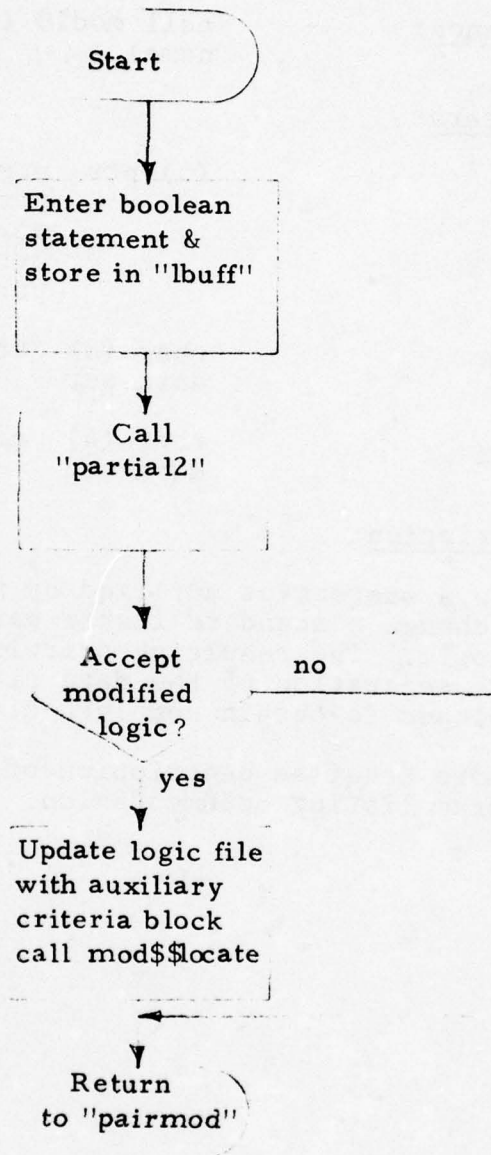 Start
Enter boolean
statement &
store in "lbuff"
Call
"partial2"
Accept
modified
logic?
no
yes
Update logic file
with auxiliary
criteria block
call mod$$locate
Return
to "pairmod"